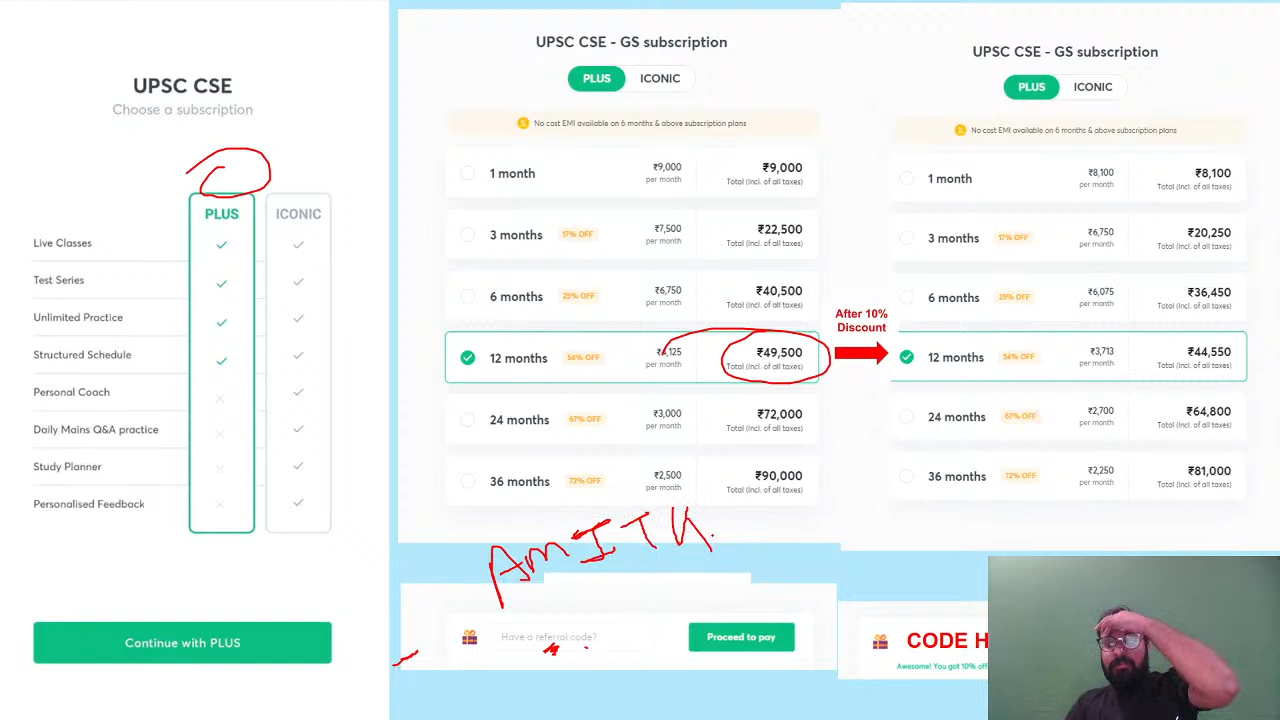 UPSC CSE
Choose a subscription
PLUS ICONIC
Live Classes
Test Series
Unlimited Practice
Structured Schedule
Personal Coach
Daily Mains Q&A practice
Study Planner
Personalised Feedback
Continue with PLUS
UPSC CSE - GS subscription
PLUS ICONIC
No cost EMI available on 6 months & above subscription plans
1 month ₹9,000 per month ₹9,000 Total (Incl. of all taxes)
3 months 17% OFF ₹7,500 per month ₹22,500 Total (Incl. of all taxes)
6 months 25% OFF ₹6,750 per month ₹40,500 Total (Incl. of all taxes)
12 months 54% OFF ₹4,125 per month ₹49,500 Total (Incl. of all taxes)
24 months 67% OFF ₹3,000 per month ₹72,000 Total (Incl. of all taxes)
36 months 72% OFF ₹2,500 per month ₹90,000 Total (Incl. of all taxes)
AMITK
Have a referral code?
Proceed to pay
After 10%
Discount
UPSC CSE - GS subscription
PLUS ICONIC
No cost EMI available on 6 months & above subscription plans
1 month ₹8,100 per month ₹8,100 Total (Incl. of all taxes)
3 months 17% OFF ₹6,750 per month ₹20,250 Total (Incl. of all taxes)
6 months 25% OFF ₹6,075 per month ₹36,450 Total (Incl. of all taxes)
12 months 54% OFF ₹3,713 per month ₹44,550 Total (Incl. of all taxes)
24 months 67% OFF ₹2,700 per month ₹64,800 Total (Incl. of all taxes)
36 months 72% OFF ₹2,250 per month ₹81,000 Total (Incl. of all taxes)
CODE H
Awesome! You got 10% off